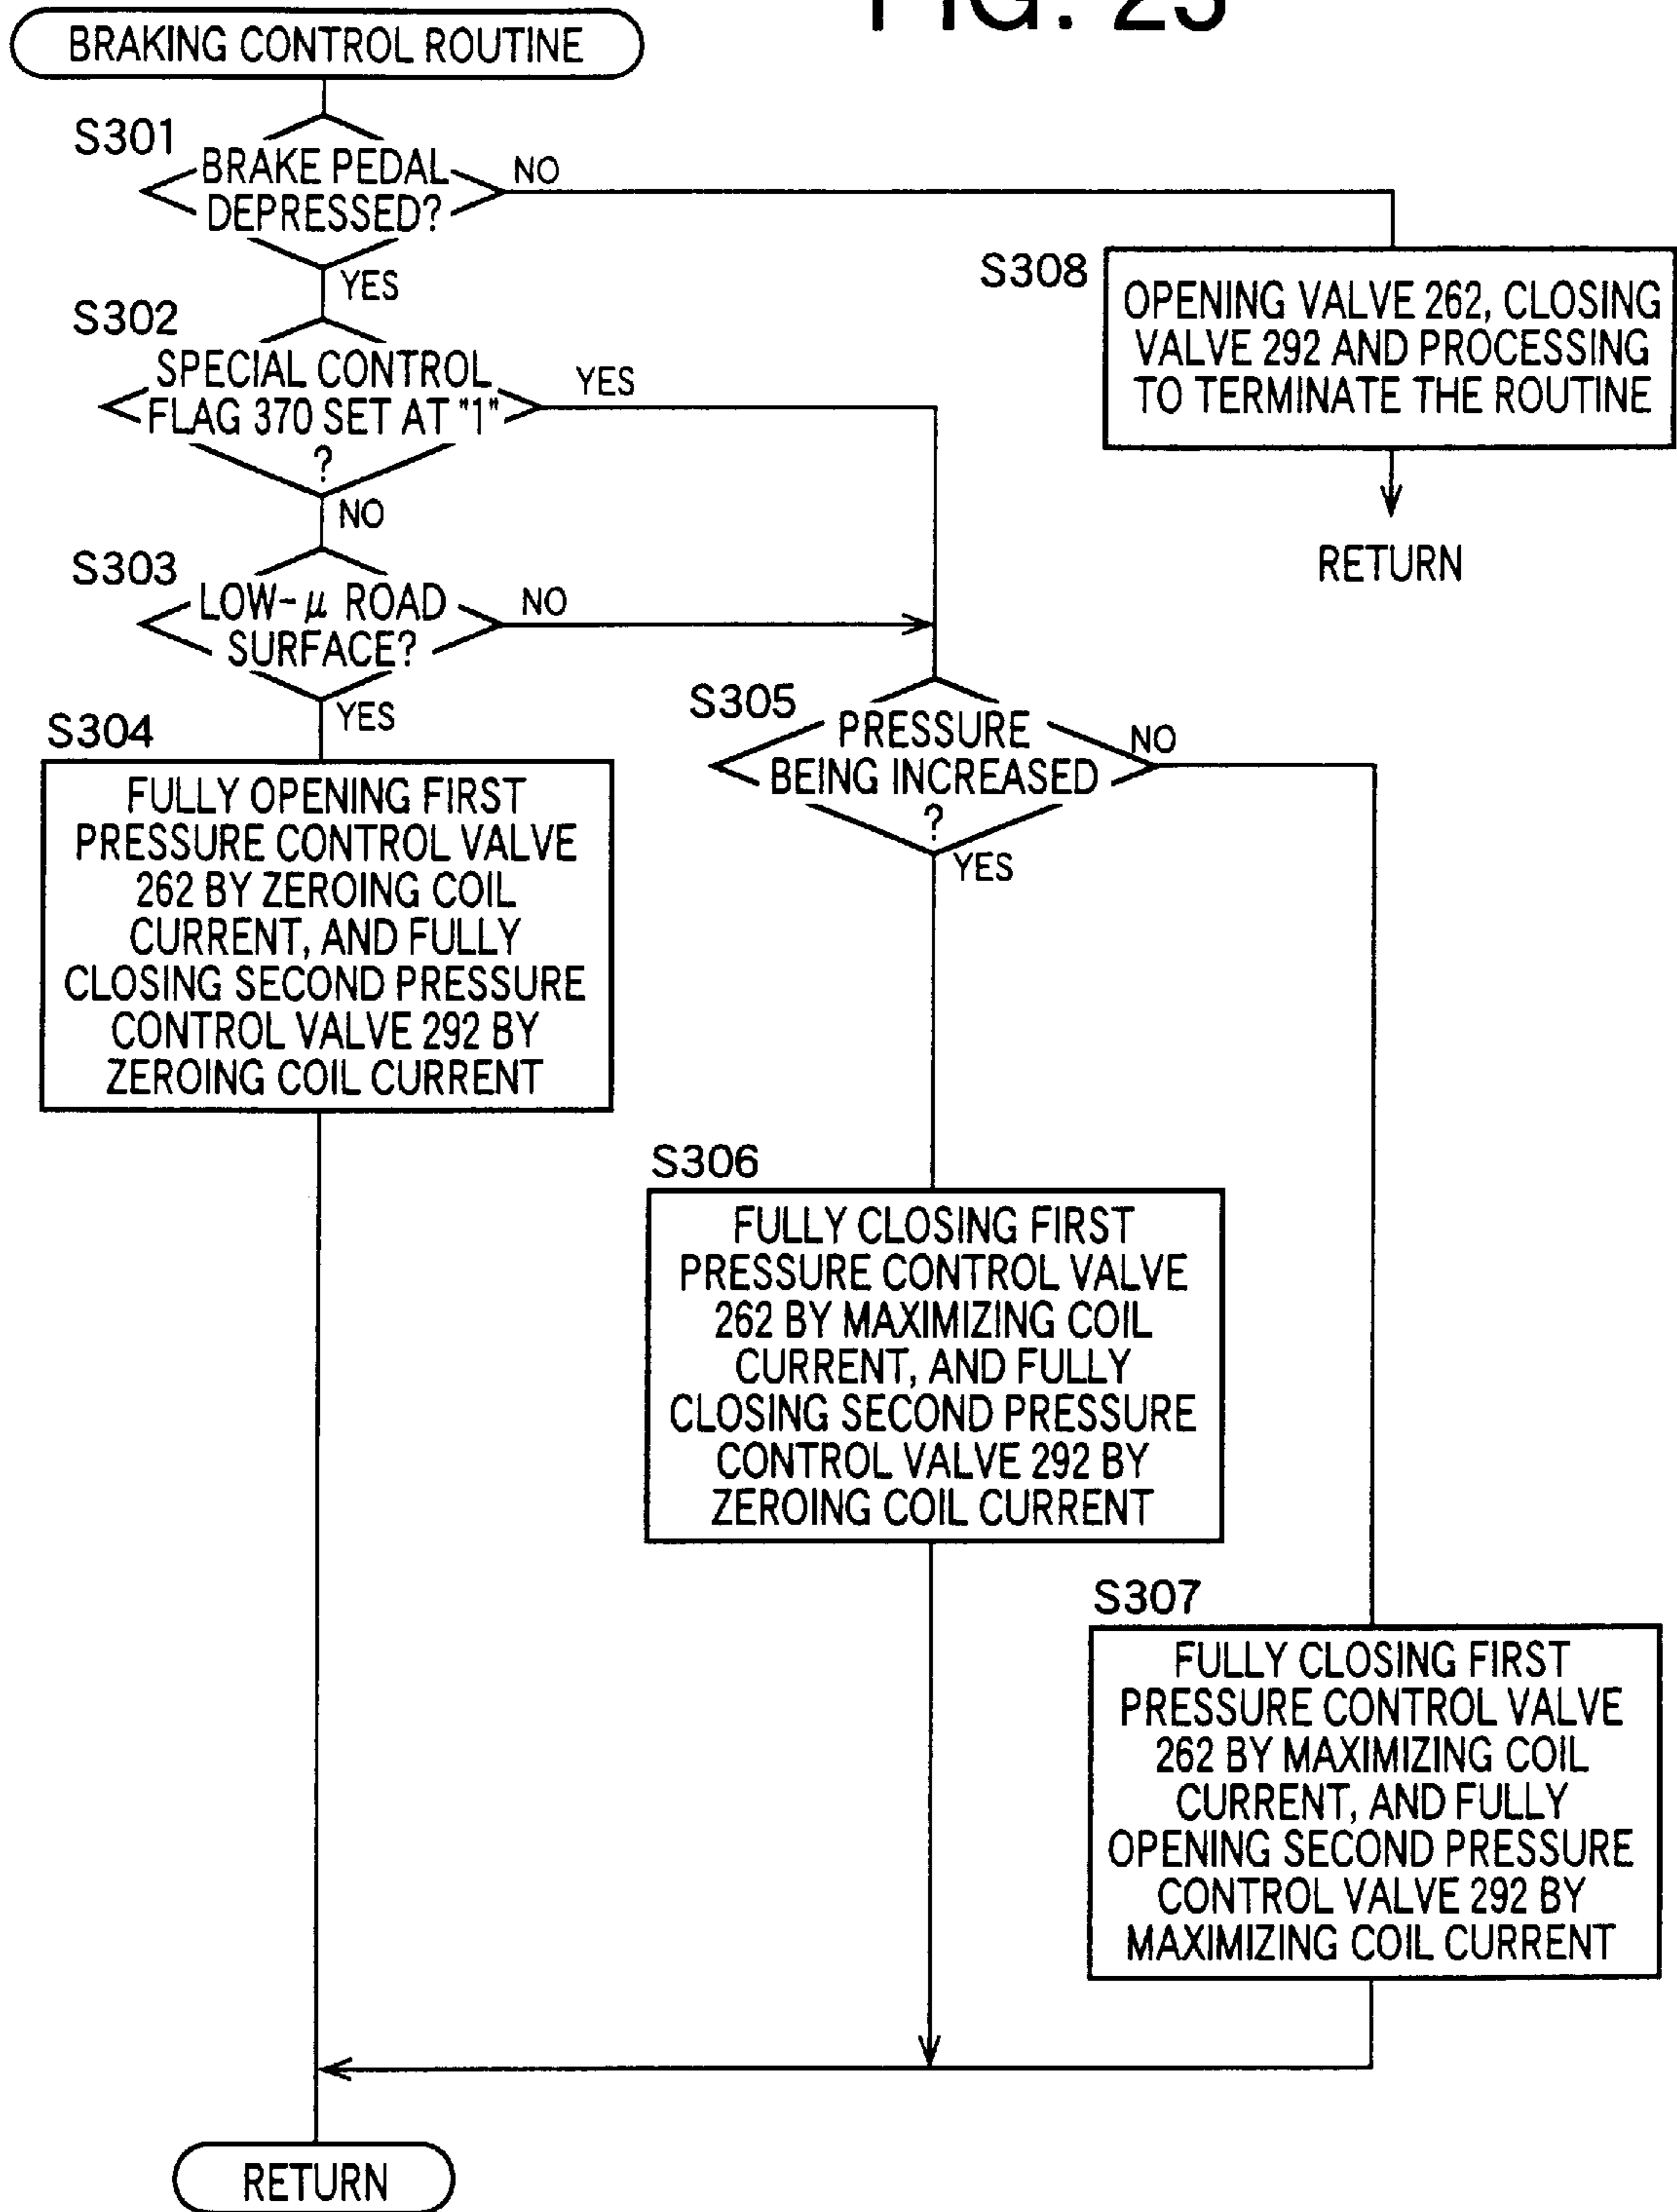 FIG. 23
BRAKING CONTROL ROUTINE
S301
BRAKE PEDAL
DEPRESSED?
NO
YES
S308
OPENING VALVE 262, CLOSING
VALVE 292 AND PROCESSING
TO TERMINATE THE ROUTINE
RETURN
S302
SPECIAL CONTROL
FLAG 370 SET AT "1"
?
YES
NO
S303
LOW-μ ROAD
SURFACE?
NO
YES
S304
FULLY OPENING FIRST
PRESSURE CONTROL VALVE
262 BY ZEROING COIL
CURRENT, AND FULLY
CLOSING SECOND PRESSURE
CONTROL VALVE 292 BY
ZEROING COIL CURRENT
S305
PRESSURE
BEING INCREASED
?
NO
YES
S306
FULLY CLOSING FIRST
PRESSURE CONTROL VALVE
262 BY MAXIMIZING COIL
CURRENT, AND FULLY
CLOSING SECOND PRESSURE
CONTROL VALVE 292 BY
ZEROING COIL CURRENT
S307
FULLY CLOSING FIRST
PRESSURE CONTROL VALVE
262 BY MAXIMIZING COIL
CURRENT, AND FULLY
OPENING SECOND PRESSURE
CONTROL VALVE 292 BY
MAXIMIZING COIL CURRENT
RETURN